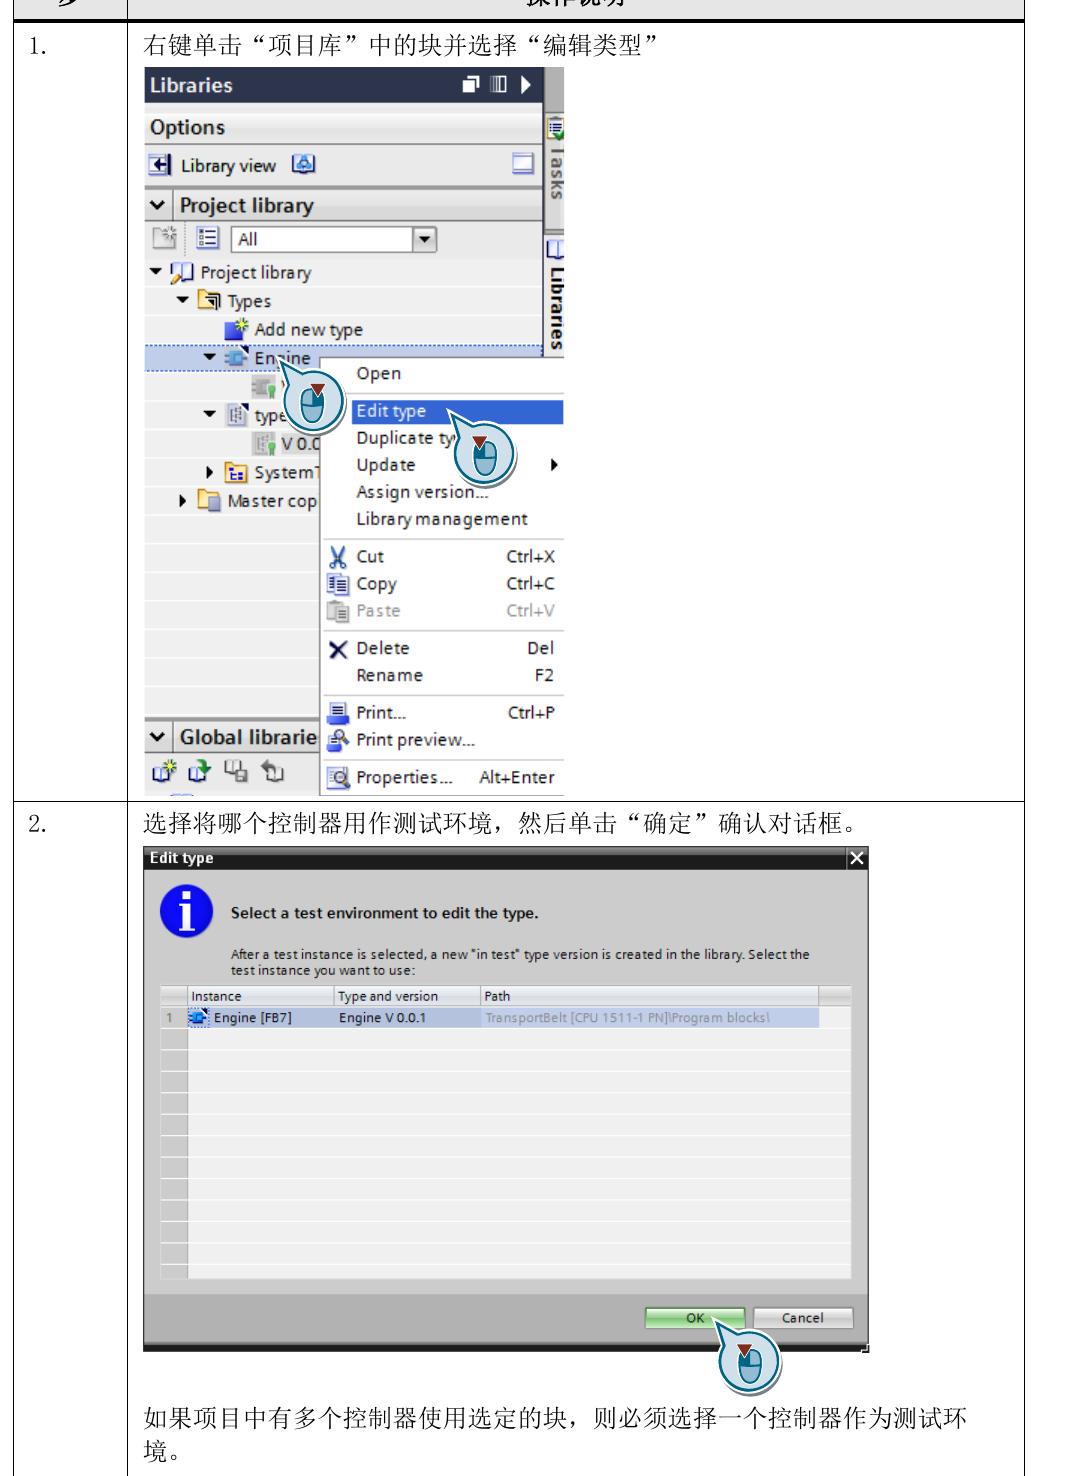 操作说明
1.
右键单击“项目库”中的块并选择“编辑类型”
Libraries
Options
Library view
Tasks
Project library
All
Libraries
Project library
Types
Add new type
Engine
Open
Edit type
type
Duplicate ty
V 0.0
Update
SystemT
Assign version...
Master cop
Library management
Cut Ctrl+X
Copy Ctrl+C
Paste Ctrl+V
Delete Del
Rename F2
Print... Ctrl+P
Global librarie
Print preview...
Properties... Alt+Enter
2.
选择将哪个控制器用作测试环境，然后单击“确定”确认对话框。
Edit type
Select a test environment to edit the type.
After a test instance is selected, a new "in test" type version is created in the library. Select the
test instance you want to use:
Instance Type and version Path
1 Engine [FB7] Engine V 0.0.1 TransportBelt [CPU 1511-1 PN]\Program blocks\
OK Cancel
如果项目中有多个控制器使用选定的块，则必须选择一个控制器作为测试环
境。